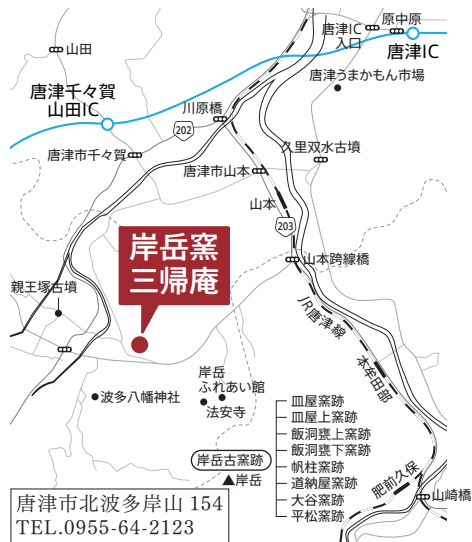 原中原
唐津IC
入口
唐津IC
山田
唐津うまかもん市場
唐津千々賀
山田IC
川原橋
202
久里双水古墳
唐津市千々賀
唐津市山本
山本
203
岸岳窯
三帰庵
山本跨線橋
親王塚古墳
JR唐津線
本牟田部
岸岳
ふれあい館
波多八幡神社
法安寺
皿屋窯跡
皿屋上窯跡
飯洞甕上窯跡
飯洞甕下窯跡
帆柱窯跡
道納屋窯跡
大谷窯跡
平松窯跡
岸岳古窯跡
岸岳
肥前久保
山崎橋
唐津市北波多岸山 154
TEL.0955-64-2123